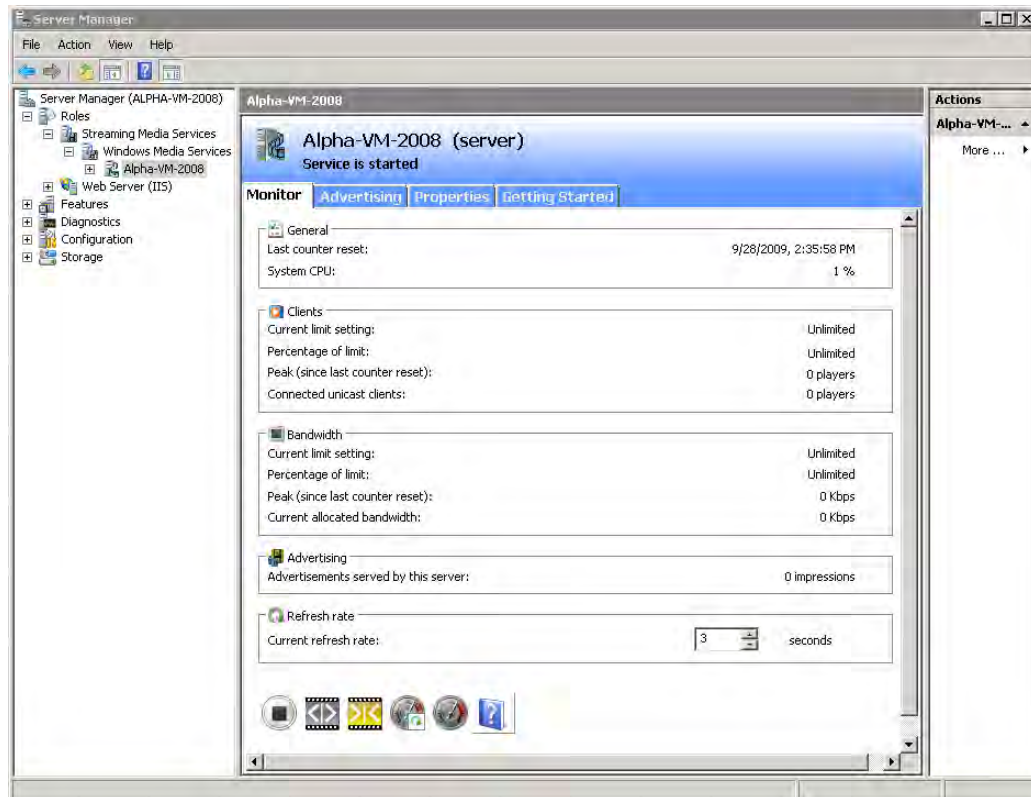 Server Manager
File Action View Help
Server Manager (ALPHA-VM-2008)
Roles
Streaming Media Services
Windows Media Services
Alpha-VM-2008
Web Server (IIS)
Features
Diagnostics
Configuration
Storage
Alpha-VM-2008
Alpha-VM-2008 (server)
Service is started
Monitor Advertising Properties Getting Started
General
Last counter reset: 9/28/2009, 2:35:58 PM
System CPU: 1 %
Clients
Current limit setting: Unlimited
Percentage of limit: Unlimited
Peak (since last counter reset): 0 players
Connected unicast clients: 0 players
Bandwidth
Current limit setting: Unlimited
Percentage of limit: Unlimited
Peak (since last counter reset): 0 Kbps
Current allocated bandwidth: 0 Kbps
Advertising
Advertisements served by this server: 0 impressions
Refresh rate
Current refresh rate: 3 seconds
Actions
Alpha-VM-...
More ...